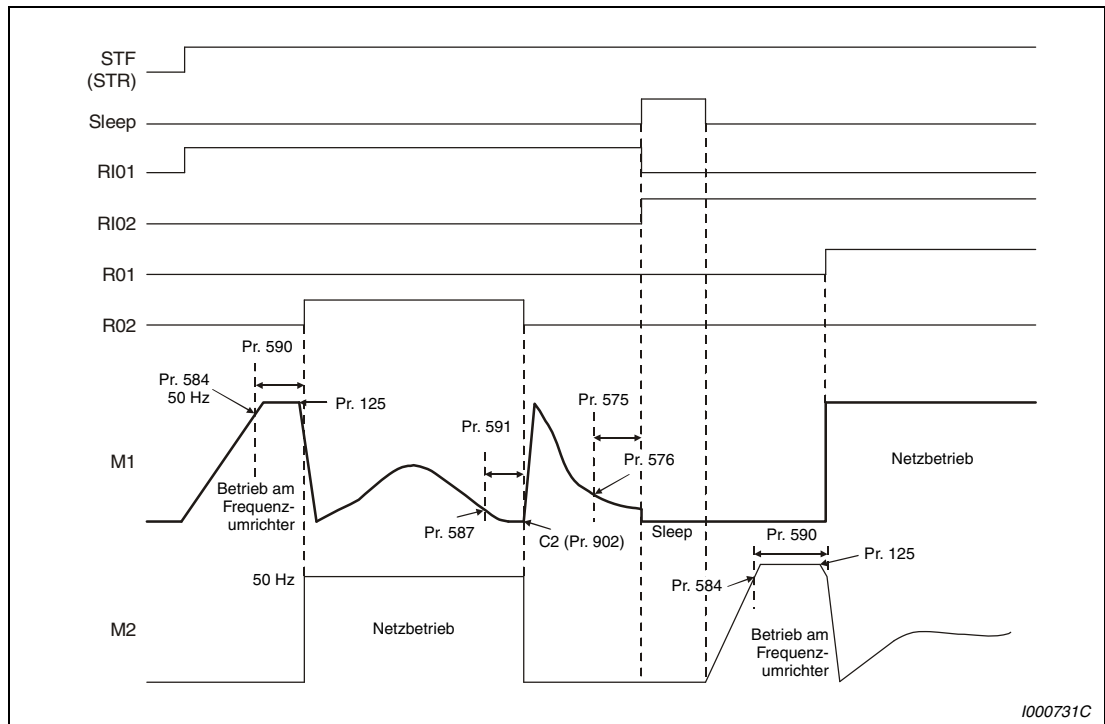 STF
(STR)
Sleep
RI01
RI02
R01
R02
Pr. 590
Pr. 584
50 Hz
Pr. 125
Pr. 575
Pr. 591
Pr. 576
M1
Netzbetrieb
Betrieb am
Frequenz-
umrichter
Pr. 587
C2 (Pr. 902)
Sleep
Pr. 590
Pr. 125
50 Hz
Pr. 584
M2
Netzbetrieb
Betrieb am
Frequenz-
umrichter
I000731C